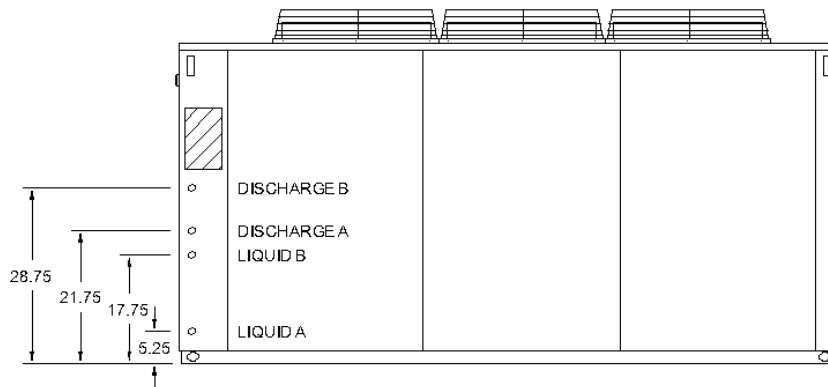 DISCHARGE B
DISCHARGE A
LIQUID B
28.75
21.75
17.75
LIQUID A
5.25